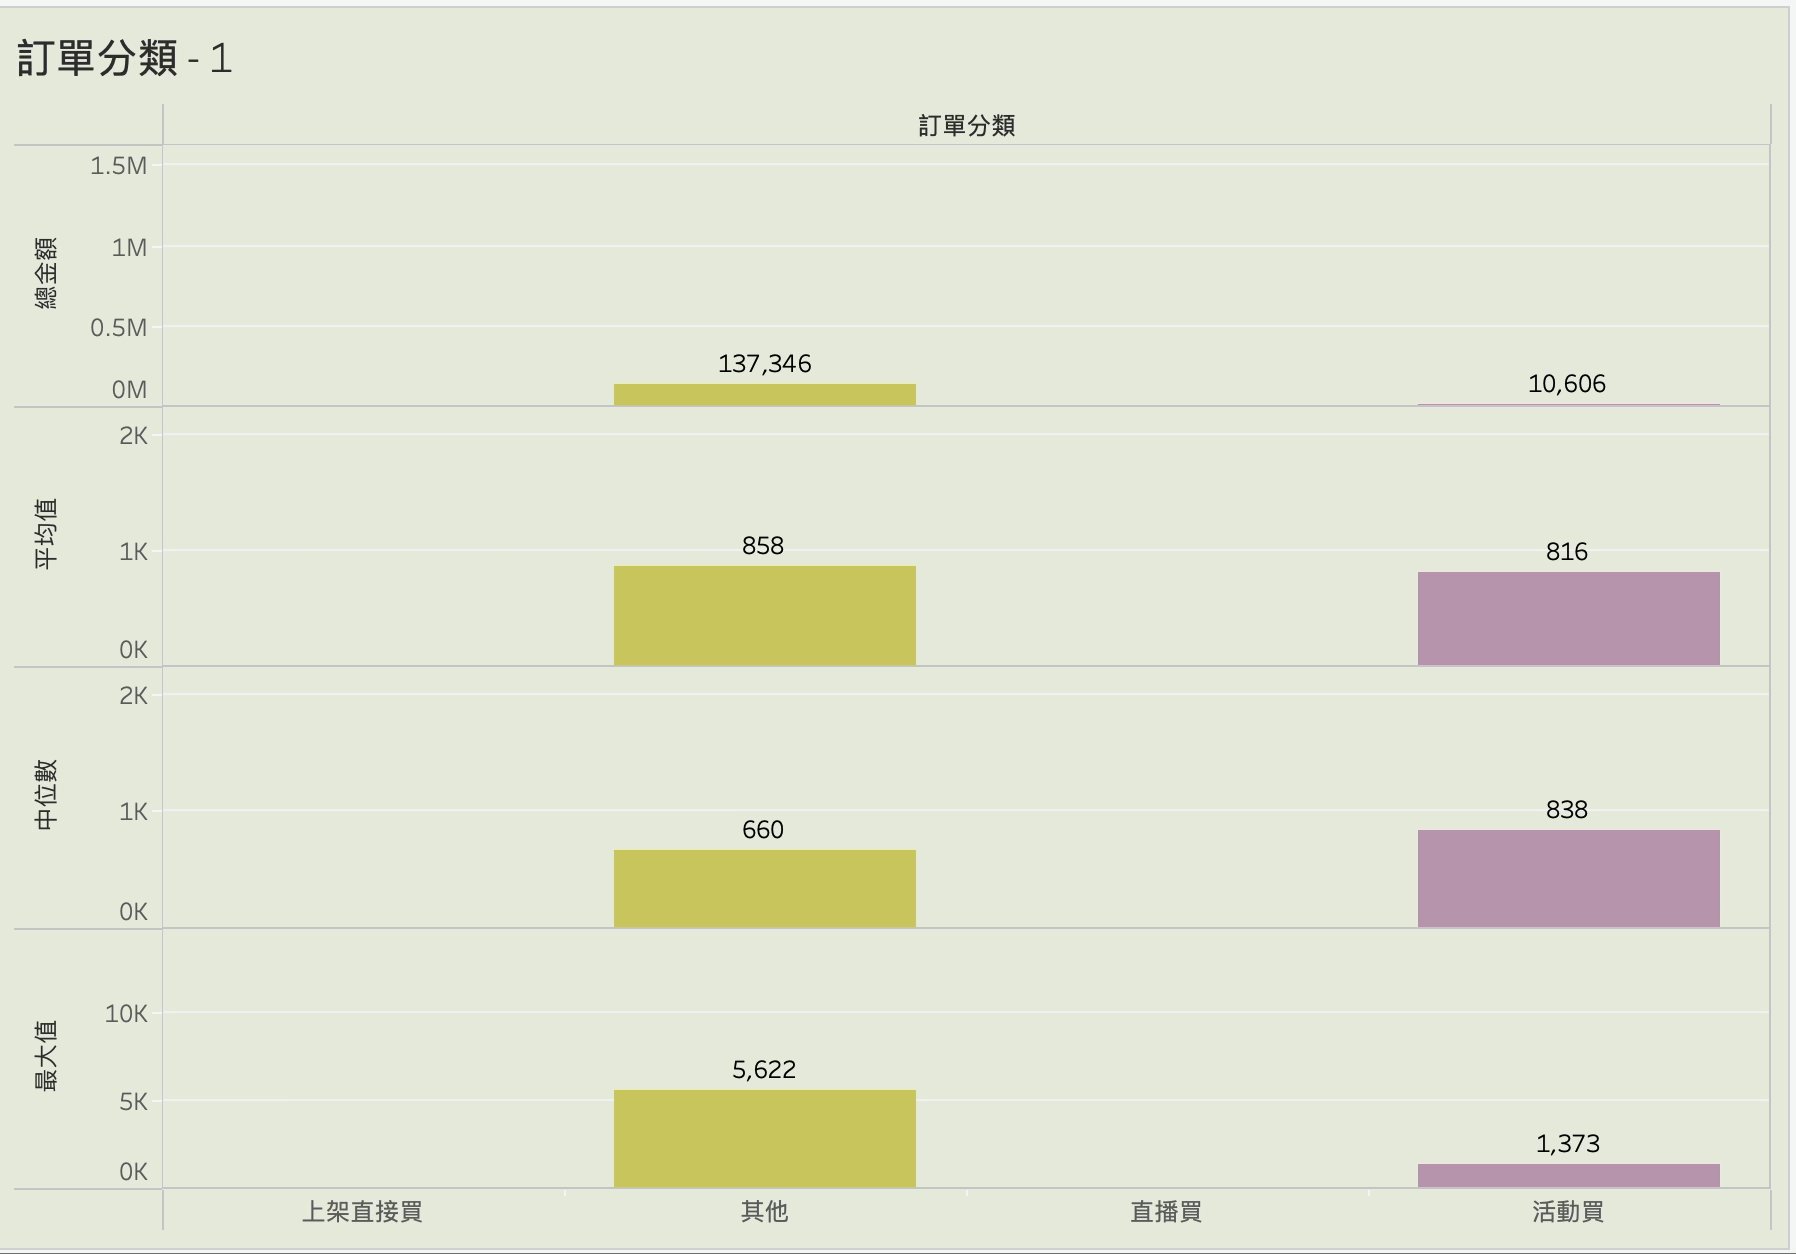 訂單分類 - 1
訂單分類
總金額
1.5M
1M
0.5M
0M
137,346
10,606
平均值
2K
1K
0K
858
816
中位數
2K
1K
0K
660
838
最大值
10K
5K
0K
5,622
1,373
上架直接買
其他
直播買
活動買